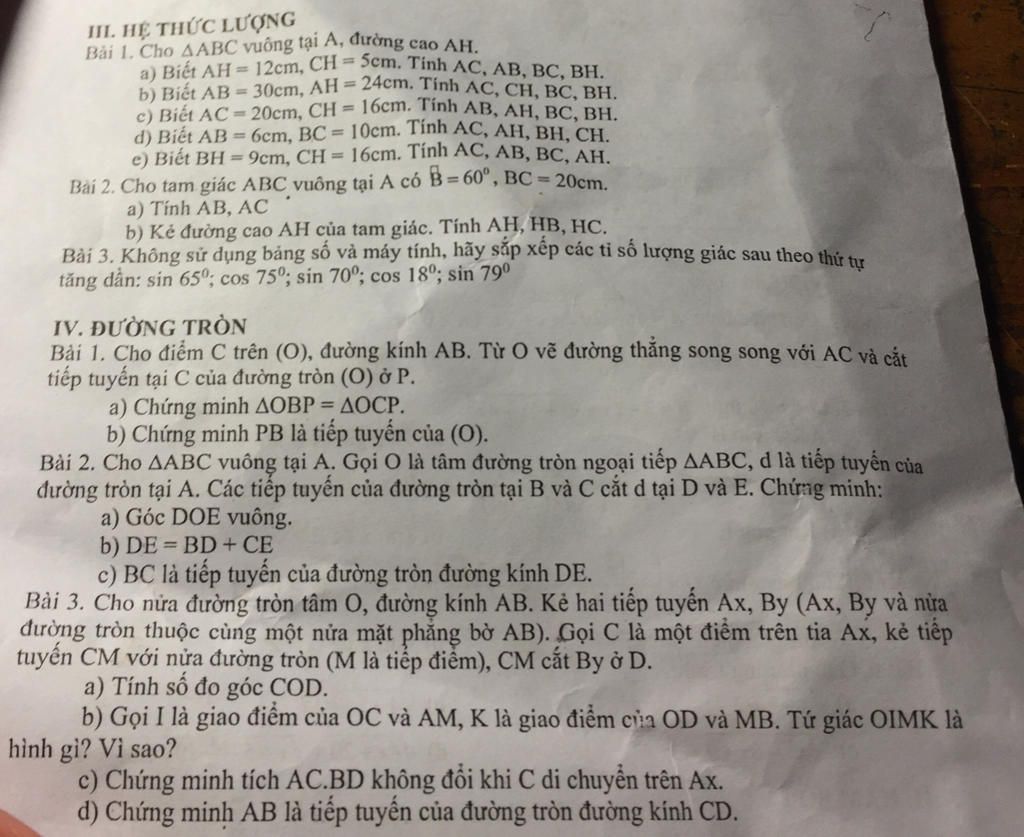 III. HỆ THỨC LƯỢNG
Bài 1. Cho ΔABC vuông tại A, đường cao AH.
a) Biết AH = 12cm, CH = 5cm. Tính AC, AB, BC, BH.
b) Biết AB = 30cm, AH = 24cm. Tính AC, CH, BC, BH.
c) Biết AC = 20cm, CH = 16cm. Tính AB, AH, BC, BH.
d) Biết AB = 6cm, BC = 10cm. Tính AC, AH, BH, CH.
e) Biết BH = 9cm, CH = 16cm. Tính AC, AB, BC, AH.
Bài 2. Cho tam giác ABC vuông tại A có B = 60⁰, BC = 20cm.
a) Tính AB, AC
b) Kẻ đường cao AH của tam giác. Tính AH, HB, HC.
Bài 3. Không sử dụng bảng số và máy tính, hãy sắp xếp các tỉ số lượng giác sau theo thứ tự
tăng dần: sin 65⁰; cos 75⁰; sin 70⁰; cos 18⁰; sin 79⁰
IV. ĐƯỜNG TRÒN
Bài 1. Cho điểm C trên (O), đường kính AB. Từ O vẽ đường thẳng song song với AC và cắt
tiếp tuyến tại C của đường tròn (O) ở P.
a) Chứng minh ΔOBP = ΔOCP.
b) Chứng minh PB là tiếp tuyến của (O).
Bài 2. Cho ΔABC vuông tại A. Gọi O là tâm đường tròn ngoại tiếp ΔABC, d là tiếp tuyến của
đường tròn tại A. Các tiếp tuyến của đường tròn tại B và C cắt d tại D và E. Chứng minh:
a) Góc DOE vuông.
b) DE = BD + CE
c) BC là tiếp tuyến của đường tròn đường kính DE.
Bài 3. Cho nửa đường tròn tâm O, đường kính AB. Kẻ hai tiếp tuyến Ax, By (Ax, By và nửa
đường tròn thuộc cùng một nửa mặt phẳng bờ AB). Gọi C là một điểm trên tia Ax, kẻ tiếp
tuyến CM với nửa đường tròn (M là tiếp điểm), CM cắt By ở D.
a) Tính số đo góc COD.
b) Gọi I là giao điểm của OC và AM, K là giao điểm của OD và MB. Tứ giác OIMK là
hình gì? Vì sao?
c) Chứng minh tích AC.BD không đổi khi C di chuyển trên Ax.
d) Chứng minh AB là tiếp tuyến của đường tròn đường kính CD.